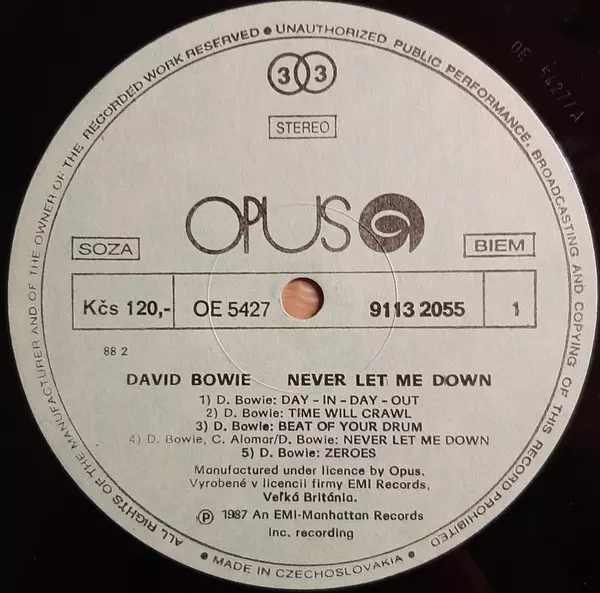 ALL RIGHTS OF THE MANUFACTURER AND OF THE OWNER OF THE RECORDED WORK RESERVED • UNAUTHORIZED PUBLIC PERFORMANCE, BROADCASTING AND COPYING OF THIS RECORD PROHIBITED
33
STEREO
OPUS
SOZA
BIEM
Kčs 120,- OE 5427 9113 2055 1
88 2
DAVID BOWIE NEVER LET ME DOWN
1) D. Bowie: DAY - IN - DAY - OUT
2) D. Bowie: TIME WILL CRAWL
3) D. Bowie: BEAT OF YOUR DRUM
4) D. Bowie, C. Alomar/D. Bowie: NEVER LET ME DOWN
5) D. Bowie: ZEROES
Manufactured under licence by Opus.
Vyrobené v licencii firmy EMI Records,
Veľká Británia.
Ⓟ 1987 An EMI-Manhattan Records
Inc. recording
• MADE IN CZECHOSLOVAKIA •
OE 5427/A